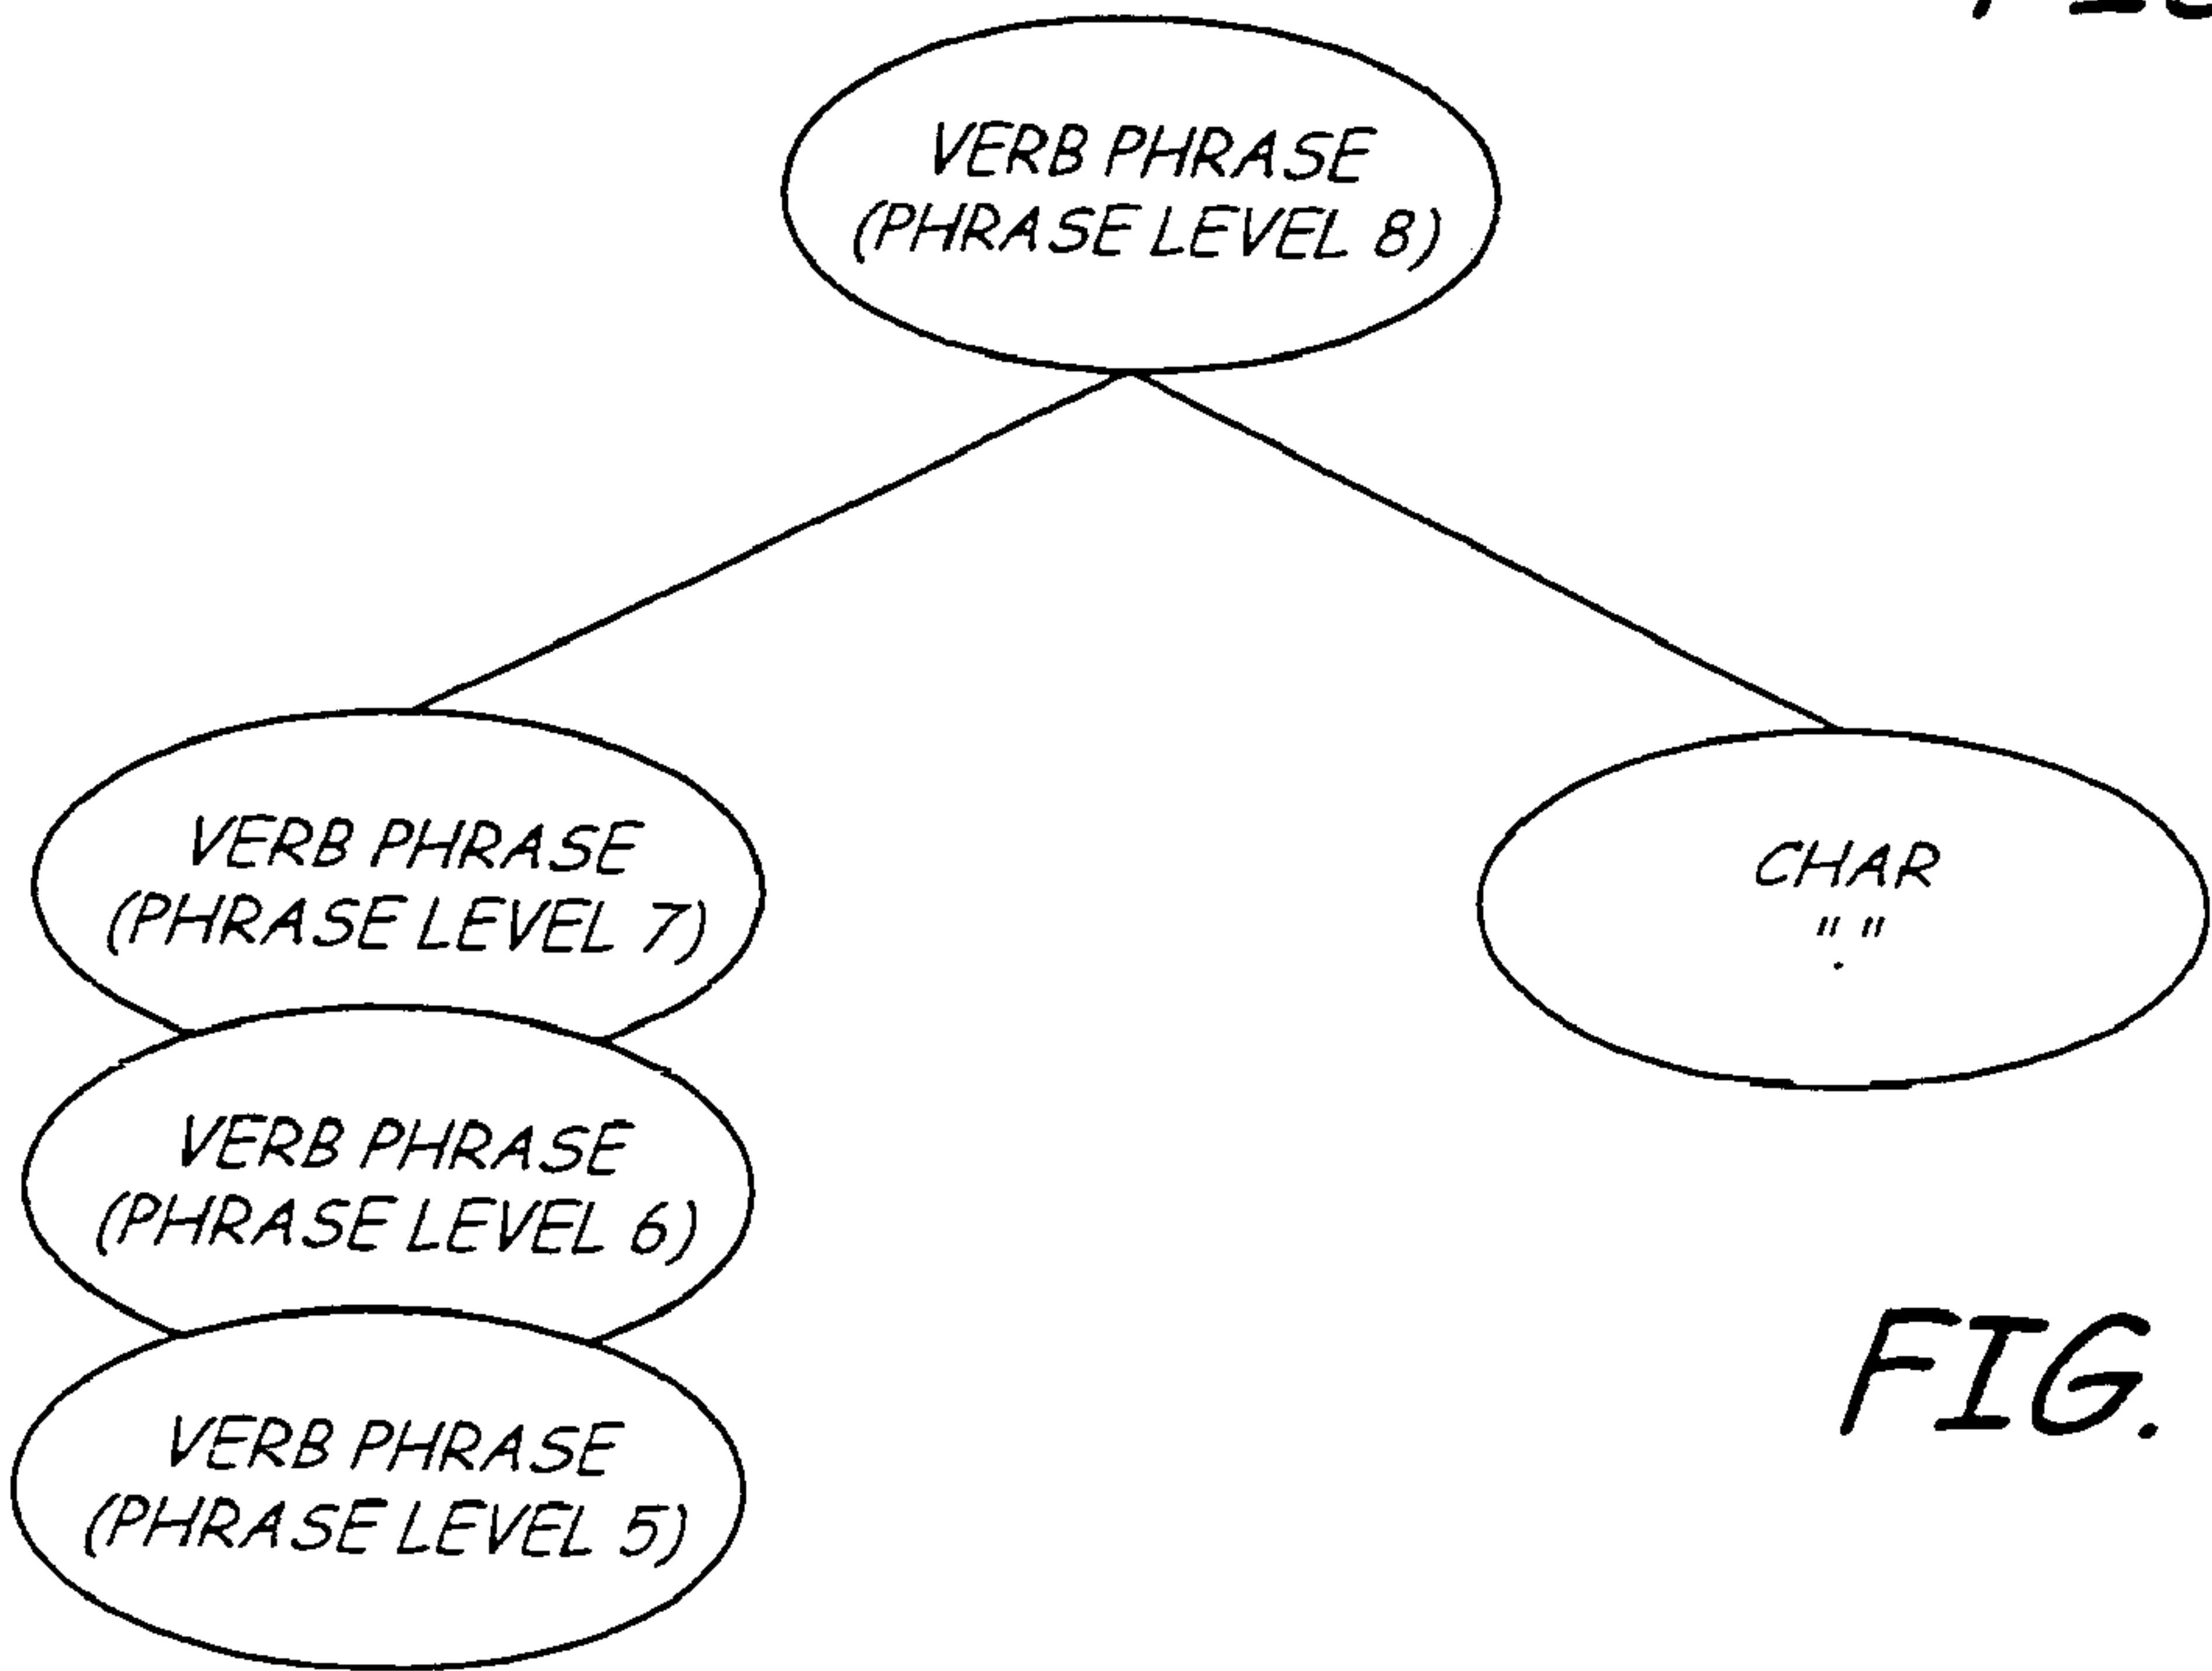 VERB PHRASE
(PHRASE LEVEL 8)
VERB PHRASE
(PHRASE LEVEL 7)
CHAR
" "
.
VERB PHRASE
(PHRASE LEVEL 6)
VERB PHRASE
(PHRASE LEVEL 5)
FIG.